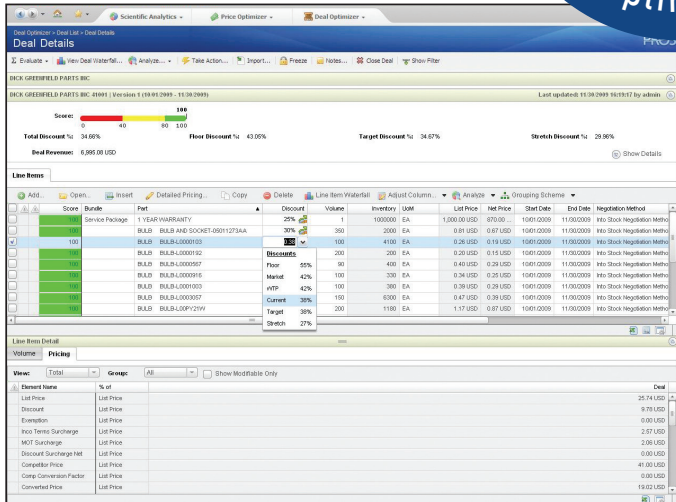 Scientific Analytics Price Optimizer Deal Optimizer
Deal Optimizer > Deal List > Deal Details
Deal Details
Evaluate View Deal Waterfall... Analyze... Take Action... Import... Freeze Notes... Close Deal Show Filter
DICK GREENFIELD PARTS INC
DICK GREENFIELD PARTS INC 41001 | Version 1 (10/01/2009 - 11/30/2009) Last updated: 11/30/2009 16:19:17 by admin
100
Score:
0 40 80 100
Total Discount %: 34.66% Floor Discount %: 43.05% Target Discount %: 34.67% Stretch Discount %: 29.96%
Deal Revenue: 6,995.08 USD Show Details
Line Items
Add... Open... Insert Detailed Pricing... Copy Delete Line Item Waterfall Adjust Column... Analyze Grouping Scheme
Score Bundle Part Discount Volume Inventory UoM List Price Net Price Start Date End Date Negotiation Method
100 Service Package 1 YEAR WARRANTY 25% 1 1000000 EA 1,000.00 USD 870.00 ... 10/01/2009 11/30/2009 Into Stock Negotiation Metho
100 BULB BULB AND SOCKET-05011273AA 30% 350 2000 EA 0.81 USD 0.67 USD 10/01/2009 11/30/2009 Into Stock Negotiation Metho
100 BULB BULB-L0000103 0.38 100 4100 EA 0.26 USD 0.19 USD 10/01/2009 11/30/2009 Into Stock Negotiation Metho
100 BULB BULB-L0000192 200 200 EA 0.20 USD 0.15 USD 10/01/2009 11/30/2009 Into Stock Negotiation Metho
100 BULB BULB-L0000567 90 400 EA 0.40 USD 0.29 USD 10/01/2009 11/30/2009 Into Stock Negotiation Metho
100 BULB BULB-L0000916 100 330 EA 0.34 USD 0.25 USD 10/01/2009 11/30/2009 Into Stock Negotiation Metho
100 BULB BULB-L0001003 100 380 EA 0.39 USD 0.29 USD 10/01/2009 11/30/2009 Into Stock Negotiation Metho
100 BULB BULB-L0003057 150 6300 EA 0.47 USD 0.39 USD 10/01/2009 11/30/2009 Into Stock Negotiation Metho
100 BULB BULB-L00PY21W 200 1180 EA 1.17 USD 0.87 USD 10/01/2009 11/30/2009 Into Stock Negotiation Metho
Discounts
Floor 55%
Market 42%
WTP 42%
Current 38%
Target 38%
Stretch 27%
Line Item Detail
Volume Pricing
View: Total Group: All Show Modifiable Only
Element Name % of Deal
List Price List Price 25.74 USD
Discount List Price 9.78 USD
Exemption List Price 0.00 USD
Inco Terms Surcharge List Price 2.57 USD
MOT Surcharge List Price 2.06 USD
Discount Surcharge Net List Price 0.00 USD
Competitor Price List Price 41.00 USD
Comp Conversion Factor List Price 0.00 USD
Converted Price List Price 19.02 USD